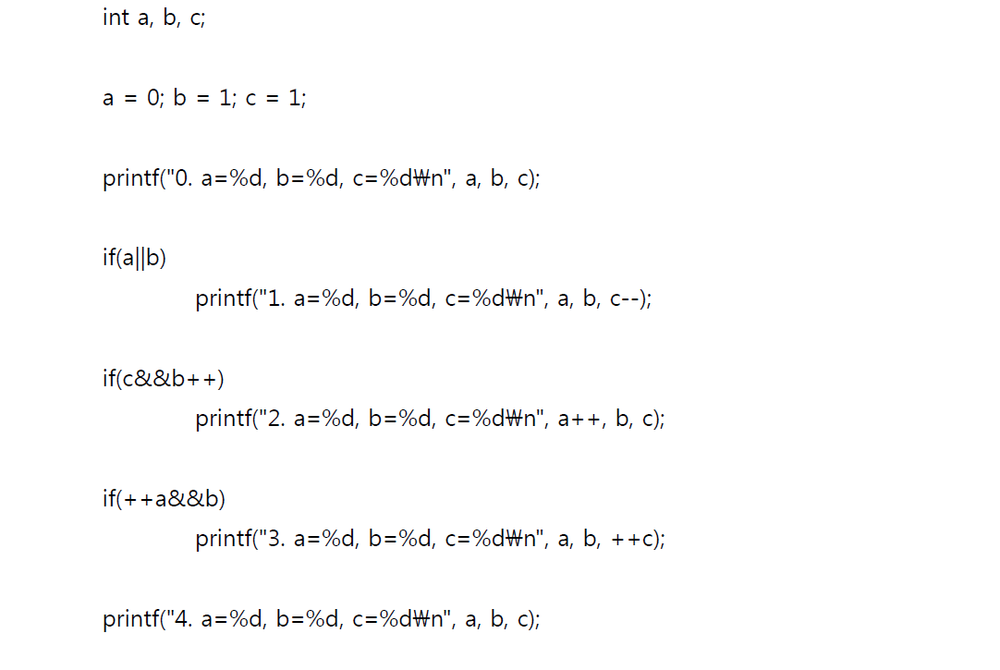 int a, b, c;
a = 0; b = 1; c = 1;
printf("0. a=%d, b=%d, c=%d₩n", a, b, c);
if(a||b)
printf("1. a=%d, b=%d, c=%d₩n", a, b, c--);
if(c&&b++)
printf("2. a=%d, b=%d, c=%d₩n", a++, b, c);
if(++a&&b)
printf("3. a=%d, b=%d, c=%d₩n", a, b, ++c);
printf("4. a=%d, b=%d, c=%d₩n", a, b, c);